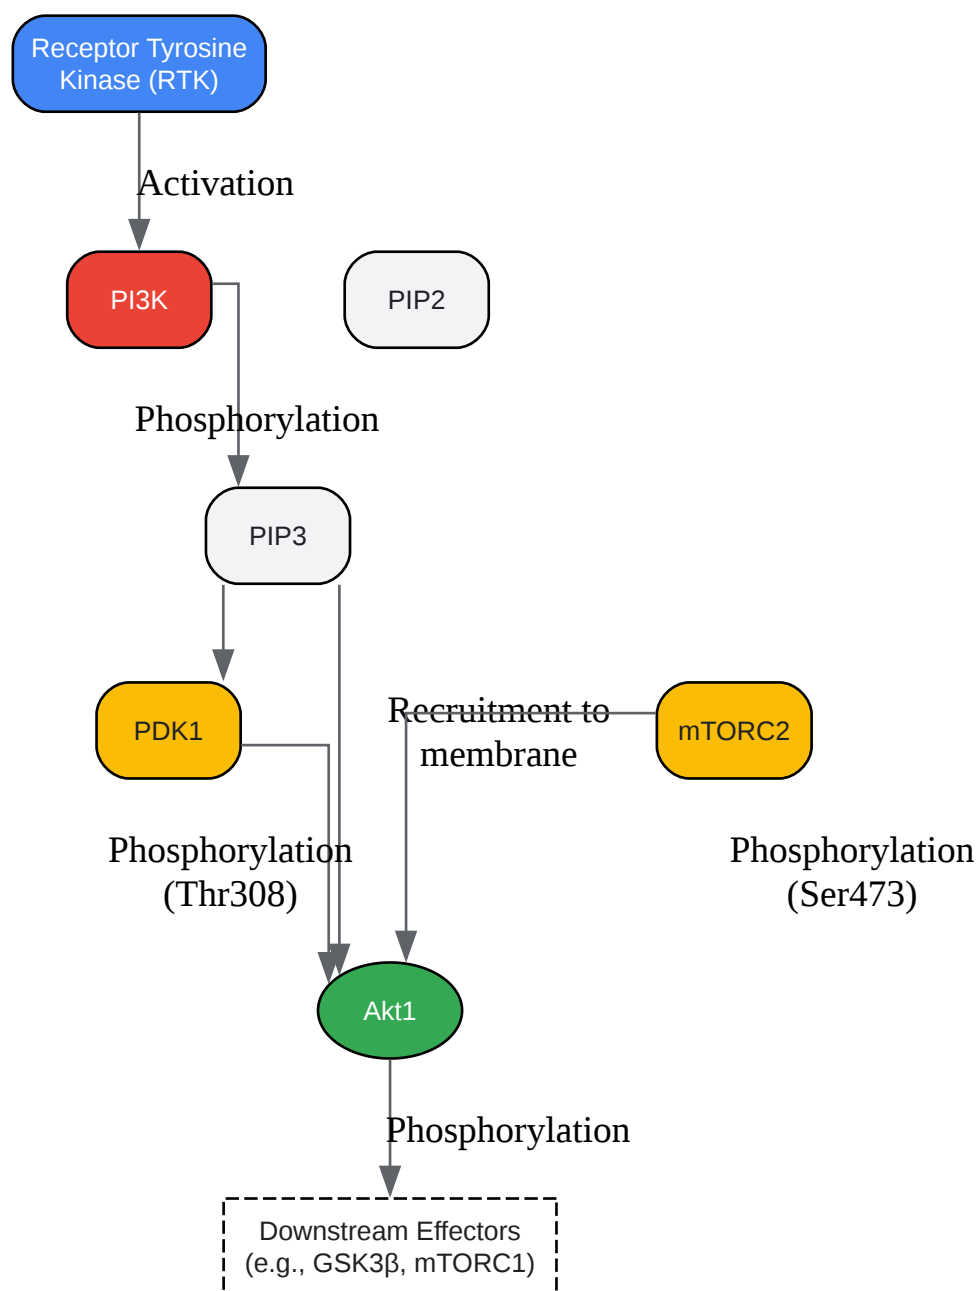 Receptor Tyrosine
Kinase (RTK)
Activation
PI3K
PIP2
Phosphorylation
PIP3
PDK1
Recruitment to
membrane
mTORC2
Phosphorylation
(Thr308)
Phosphorylation
(Ser473)
Akt1
Phosphorylation
Downstream Effectors
(e.g., GSK3β, mTORC1)